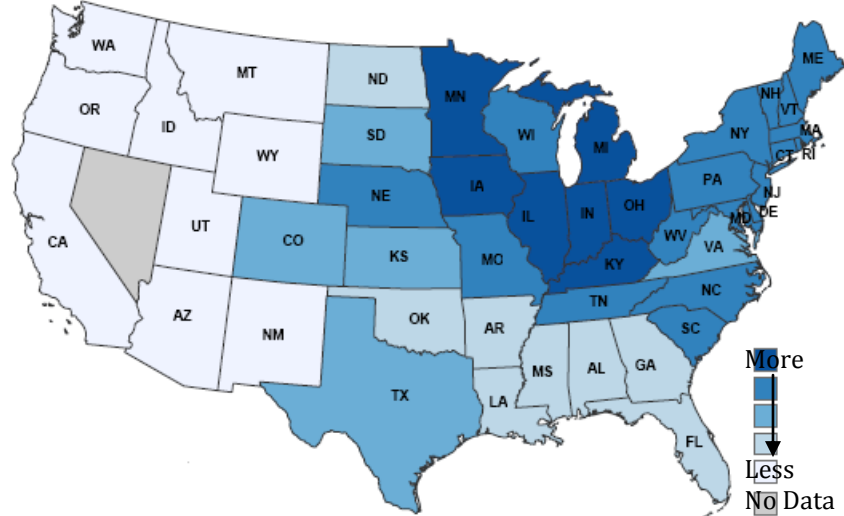 WA
MT
ND
MN
ME
OR
ID
SD
WI
MI
NH
VT
NY
MA
CT
RI
WY
NE
IA
PA
NJ
CA
UT
CO
KS
MO
IL
IN
OH
WV
MD
DE
VA
KY
AZ
NM
OK
AR
TN
NC
SC
TX
LA
MS
AL
GA
FL
More
Less
No Data